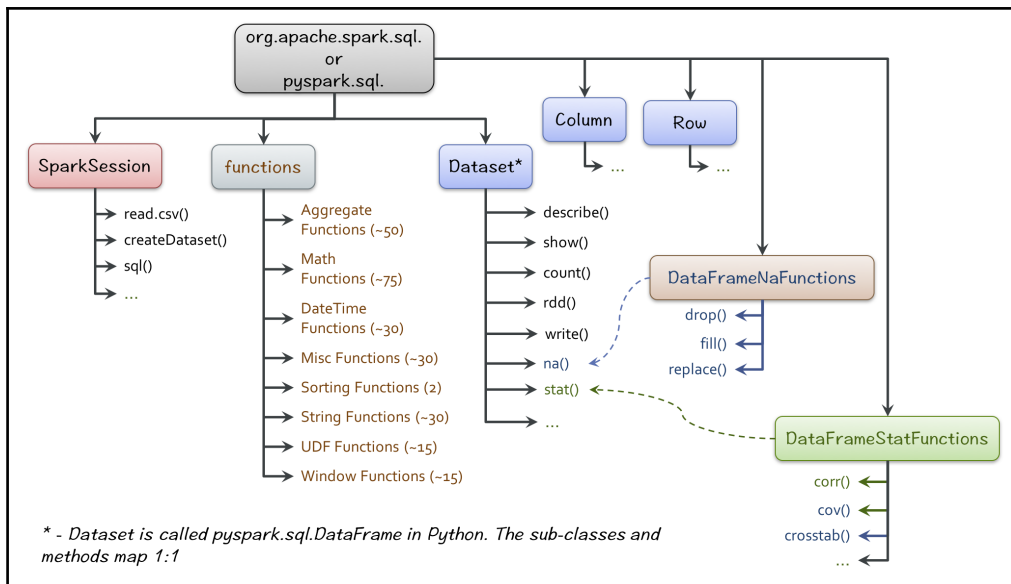 org.apache.spark.sql.
or
pyspark.sql.
Column
...
Row
...
SparkSession
read.csv()
createDataset()
sql()
...
functions
Aggregate
Functions (~50)
Math
Functions (~75)
DateTime
Functions (~30)
Misc Functions (~30)
Sorting Functions (2)
String Functions (~30)
UDF Functions (~15)
Window Functions (~15)
Dataset*
describe()
show()
count()
rdd()
write()
na()
stat()
...
DataFrameNaFunctions
drop()
fill()
replace()
DataFrameStatFunctions
corr()
cov()
crosstab()
...
* - Dataset is called pyspark.sql.DataFrame in Python. The sub-classes and
methods map 1:1